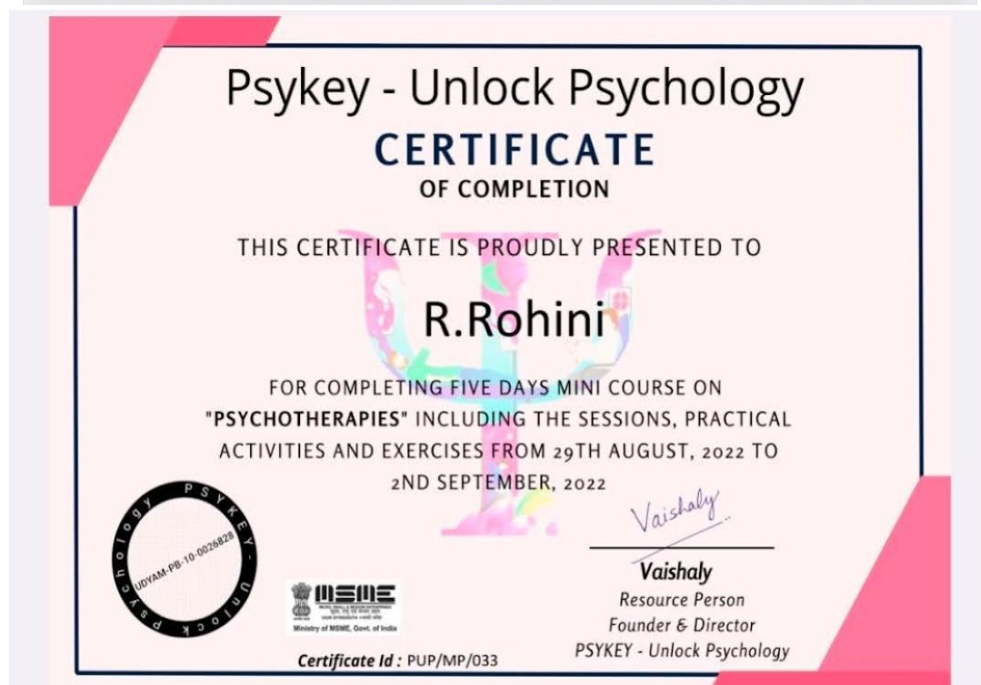 Psykey - Unlock Psychology
CERTIFICATE
OF COMPLETION
THIS CERTIFICATE IS PROUDLY PRESENTED TO
R.Rohini
FOR COMPLETING FIVE DAYS MINI COURSE ON
"PSYCHOTHERAPIES" INCLUDING THE SESSIONS, PRACTICAL
ACTIVITIES AND EXERCISES FROM 29TH AUGUST, 2022 TO
2ND SEPTEMBER, 2022
PSYKEY - Unlock Psychology
UDYAM-PB-10-0026828
MSME
Ministry of MSME, Govt. of India
Certificate Id : PUP/MP/033
Vaishaly
Vaishaly
Resource Person
Founder & Director
PSYKEY - Unlock Psychology